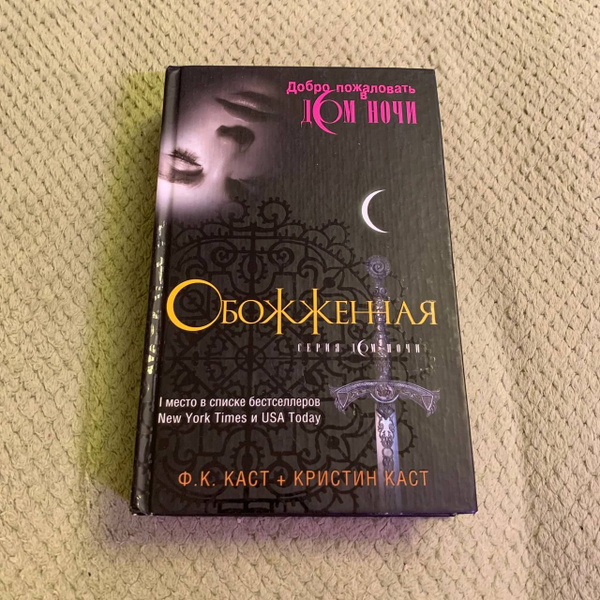 Добро пожаловать
в
ДОМ НОЧИ
ОБОЖЖЕННАЯ
СЕРИЯ ДОМ НОЧИ
1 место в списке бестселлеров
New York Times и USA Today
Ф.К. КАСТ + КРИСТИН КАСТ